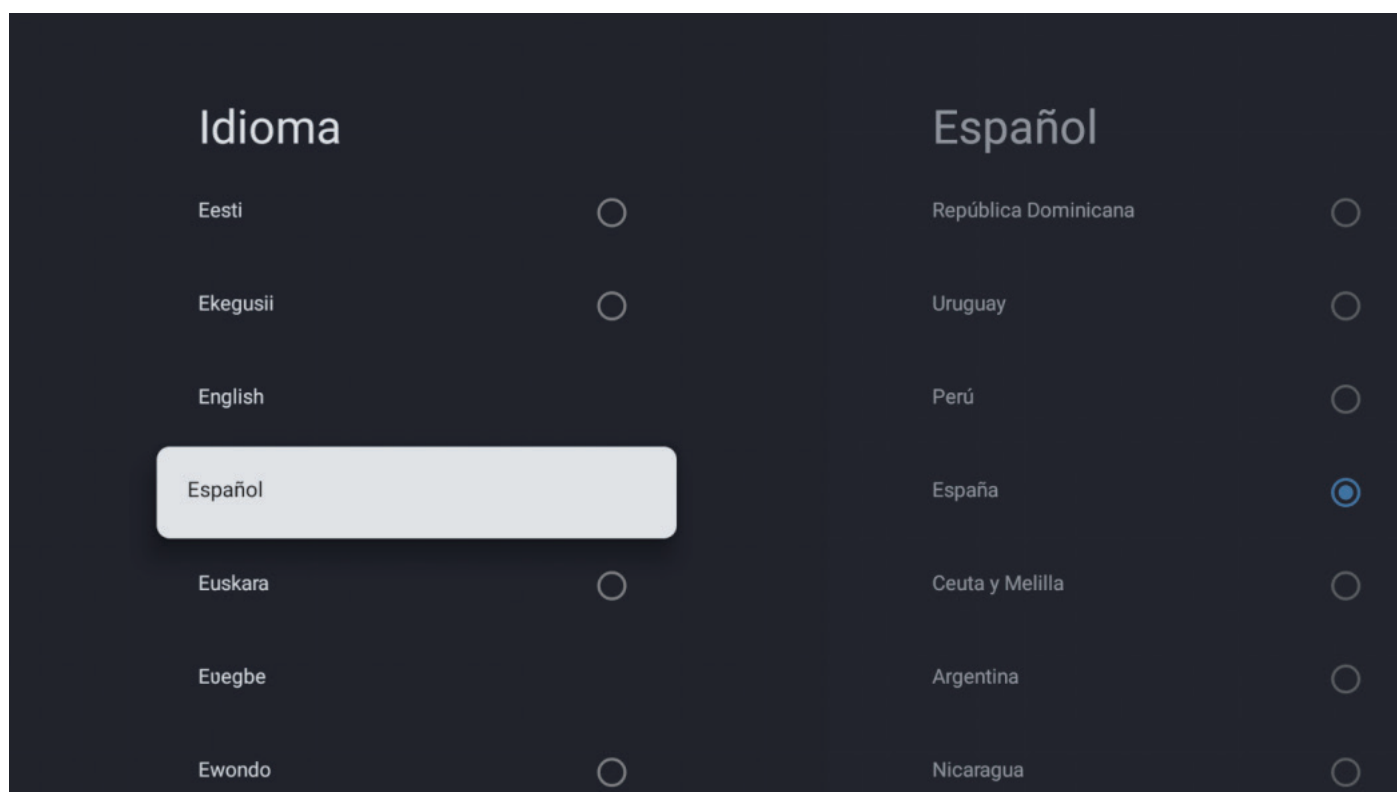 Idioma
Eesti
Ekegusii
English
Español
Euskara
Eʋegbe
Ewondo
Español
República Dominicana
Uruguay
Perú
España
Ceuta y Melilla
Argentina
Nicaragua